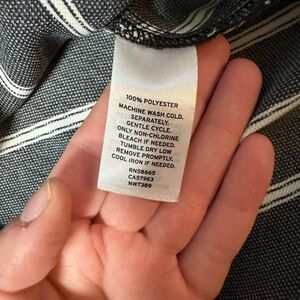 100% POLYESTER
MACHINE WASH COLD.
SEPARATELY.
GENTLE CYCLE.
ONLY NON-CHLORINE
BLEACH IF NEEDED.
TUMBLE DRY LOW
REMOVE PROMPTLY.
COOL IRON IF NEEDED.
RN58665
CA57963
NWT389